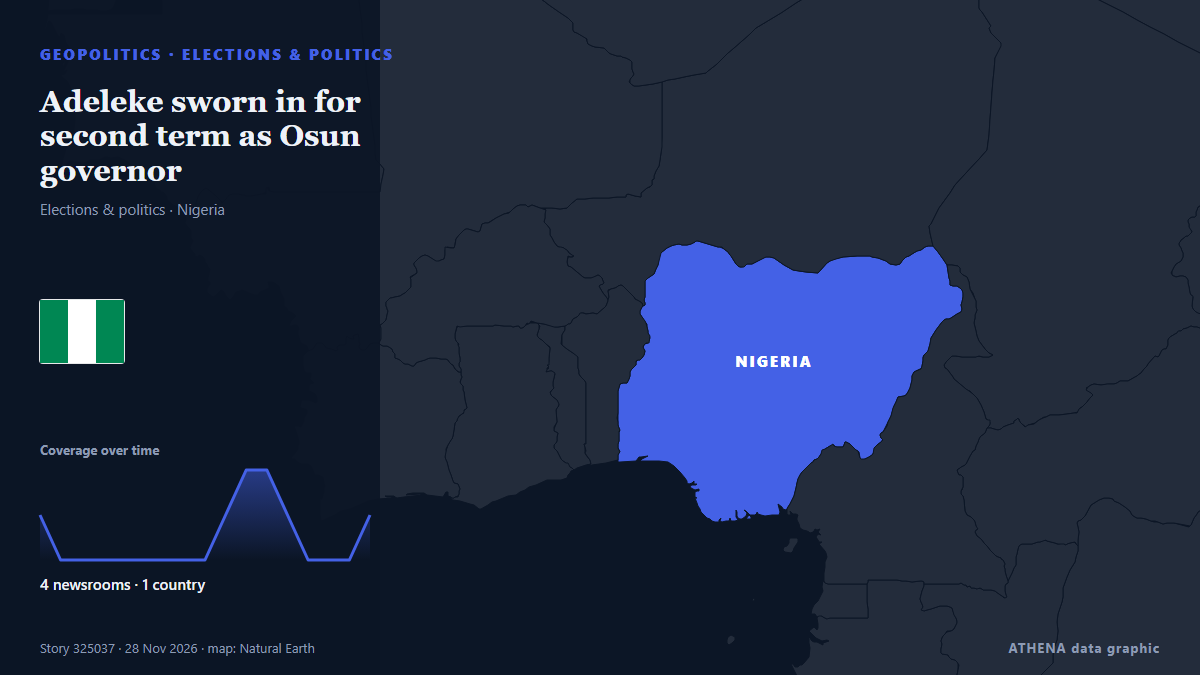 GEOPOLITICS · ELECTIONS & POLITICS
Adeleke sworn in for
second term as Osun
governor
Elections & politics · Nigeria
NIGERIA
Coverage over time
4 newsrooms · 1 country
Story 325037 · 28 Nov 2026 · map: Natural Earth
ATHENA data graphic